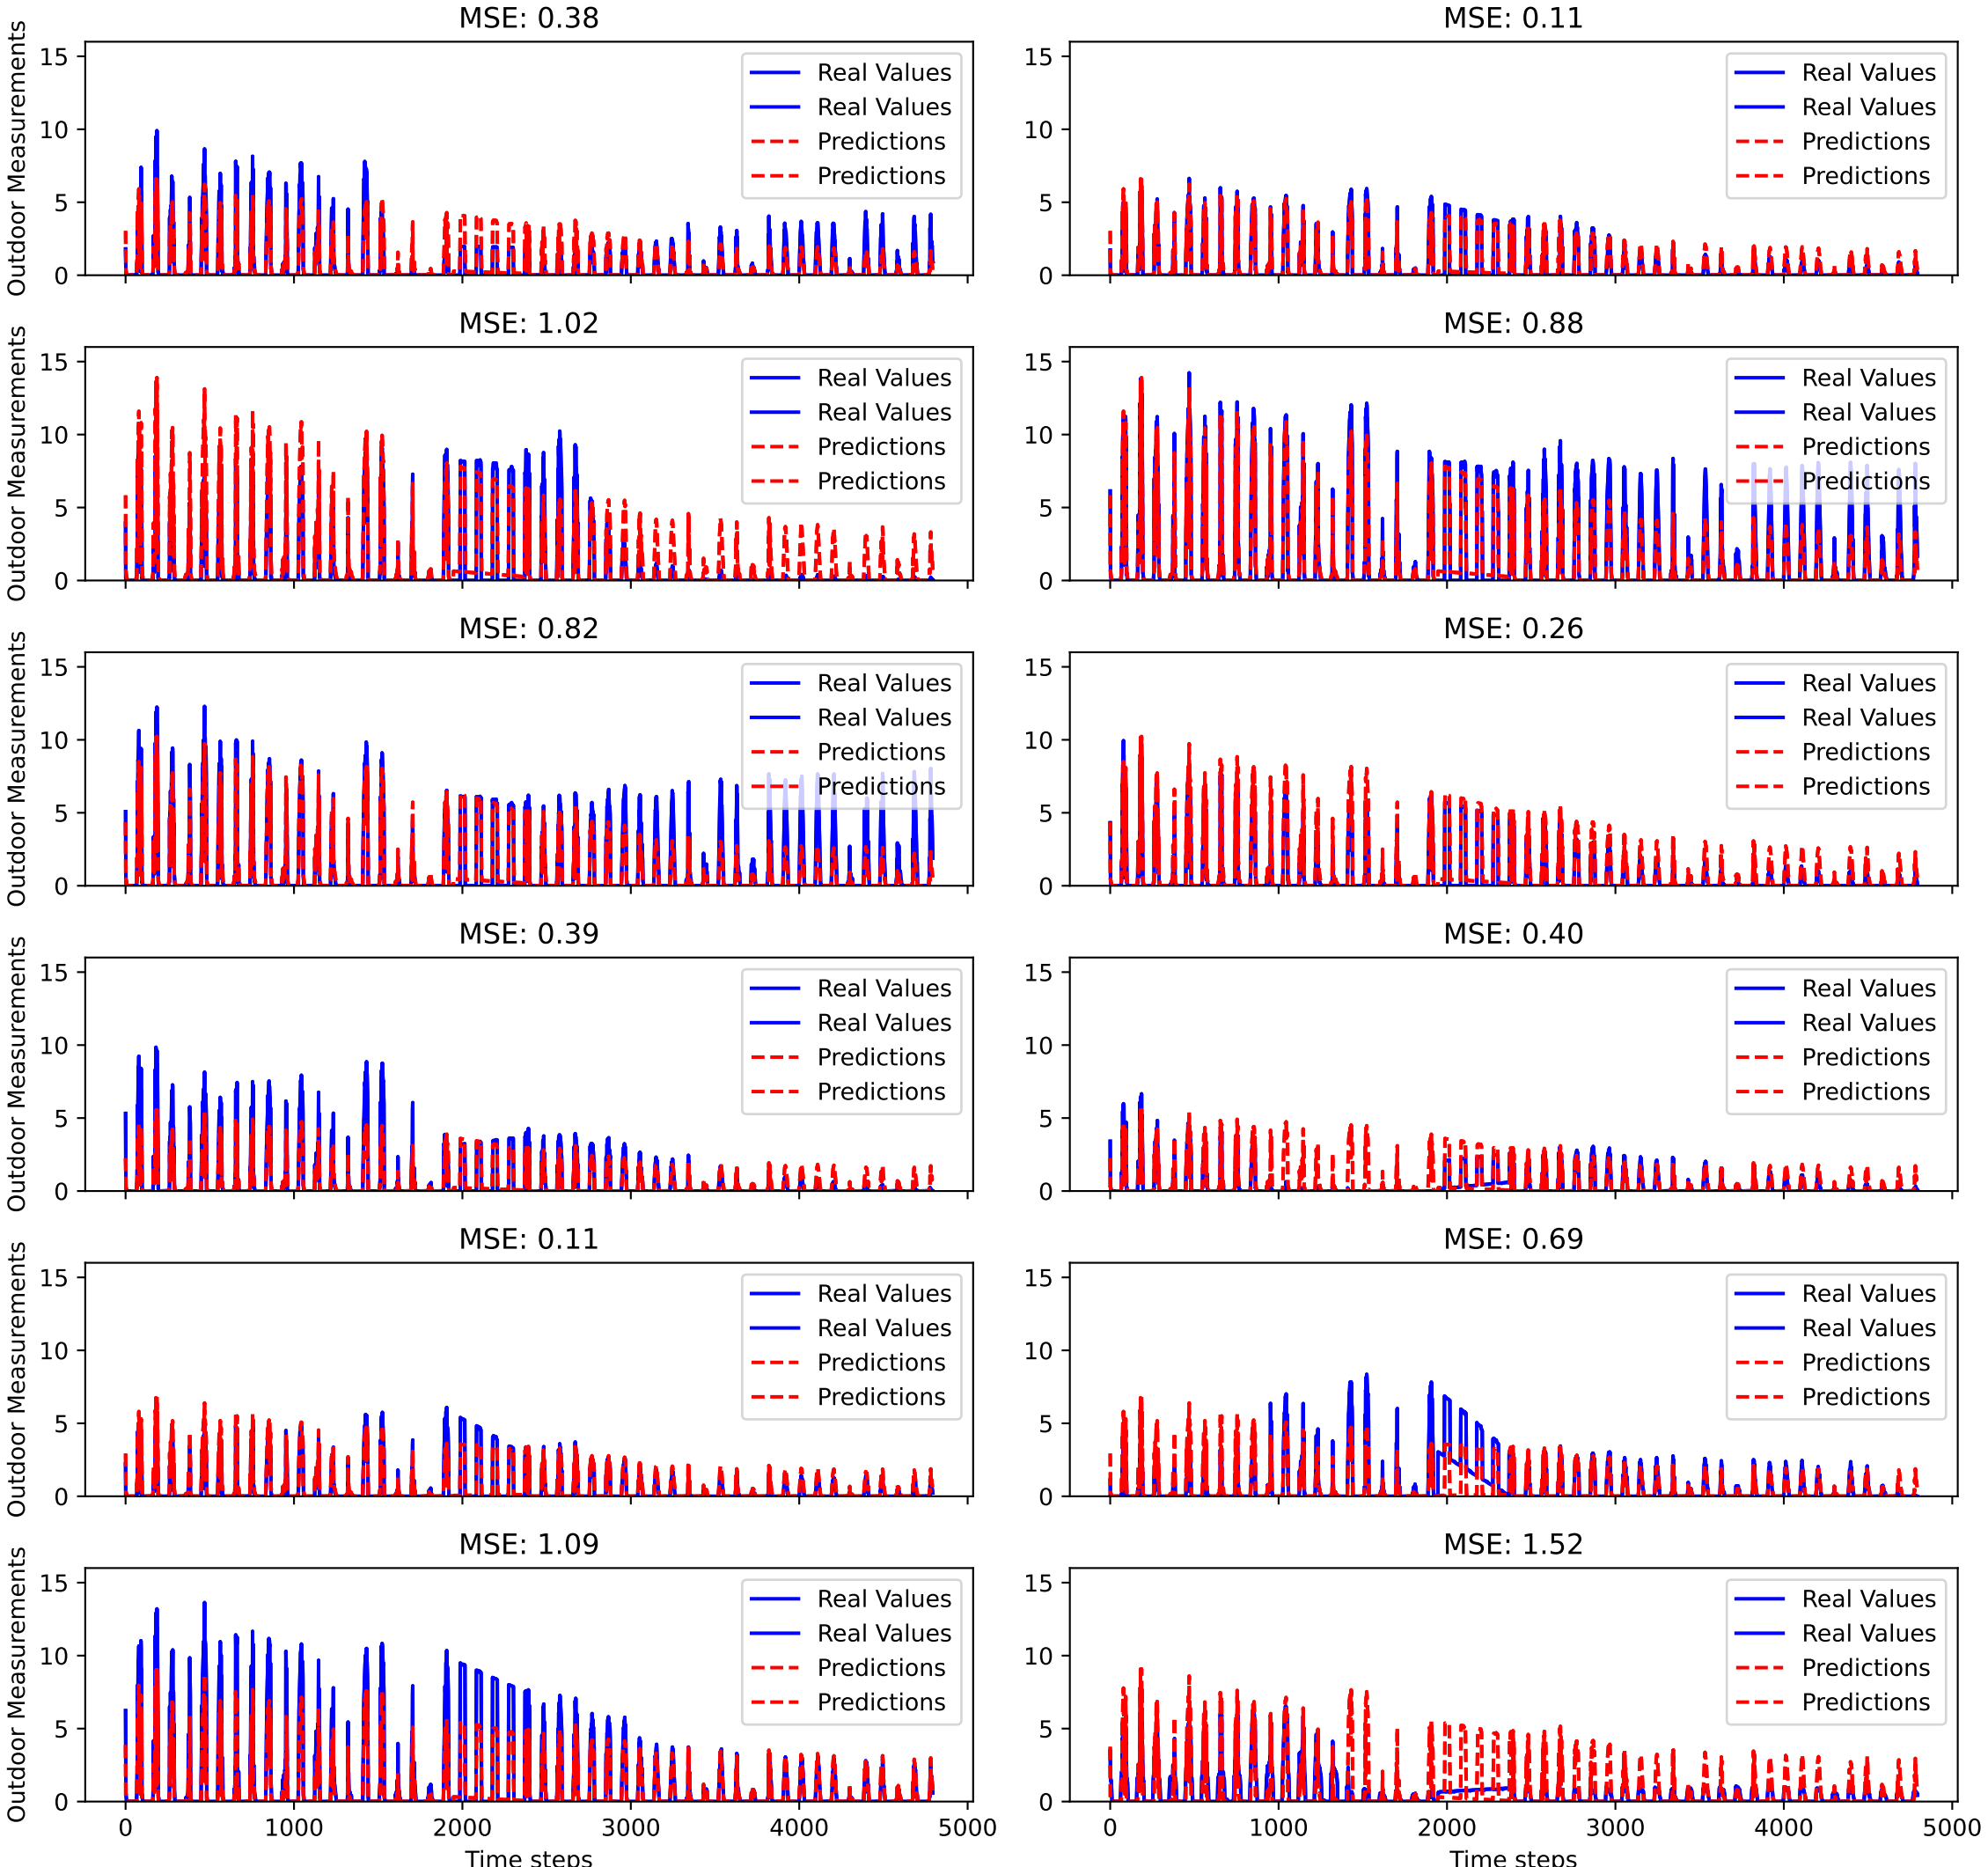 MSE: 0.38
Outdoor Measurements
15
10
5
0
Real Values
Real Values
Predictions
Predictions
MSE: 0.11
15
10
5
0
Real Values
Real Values
Predictions
Predictions
0
1000
2000
3000
4000
5000
MSE: 1.02
Outdoor Measurements
15
10
5
0
Real Values
Real Values
Predictions
Predictions
MSE: 0.88
15
10
5
0
Real Values
Real Values
Predictions
Predictions
MSE: 0.82
Outdoor Measurements
15
10
5
0
Real Values
Real Values
Predictions
Predictions
MSE: 0.26
15
10
5
0
Real Values
Real Values
Predictions
Predictions
MSE: 0.39
Outdoor Measurements
15
10
5
0
Real Values
Real Values
Predictions
Predictions
MSE: 0.40
15
10
5
0
Real Values
Real Values
Predictions
Predictions
MSE: 0.11
Outdoor Measurements
15
10
5
0
Real Values
Real Values
Predictions
Predictions
MSE: 0.69
15
10
5
0
Real Values
Real Values
Predictions
Predictions
MSE: 1.09
Outdoor Measurements
15
10
5
0
Real Values
Real Values
Predictions
Predictions
0 1000 2000 3000 4000 5000
Time steps
MSE: 1.52
15
10
5
0
Real Values
Real Values
Predictions
Predictions
0 1000 2000 3000 4000 5000
Time steps